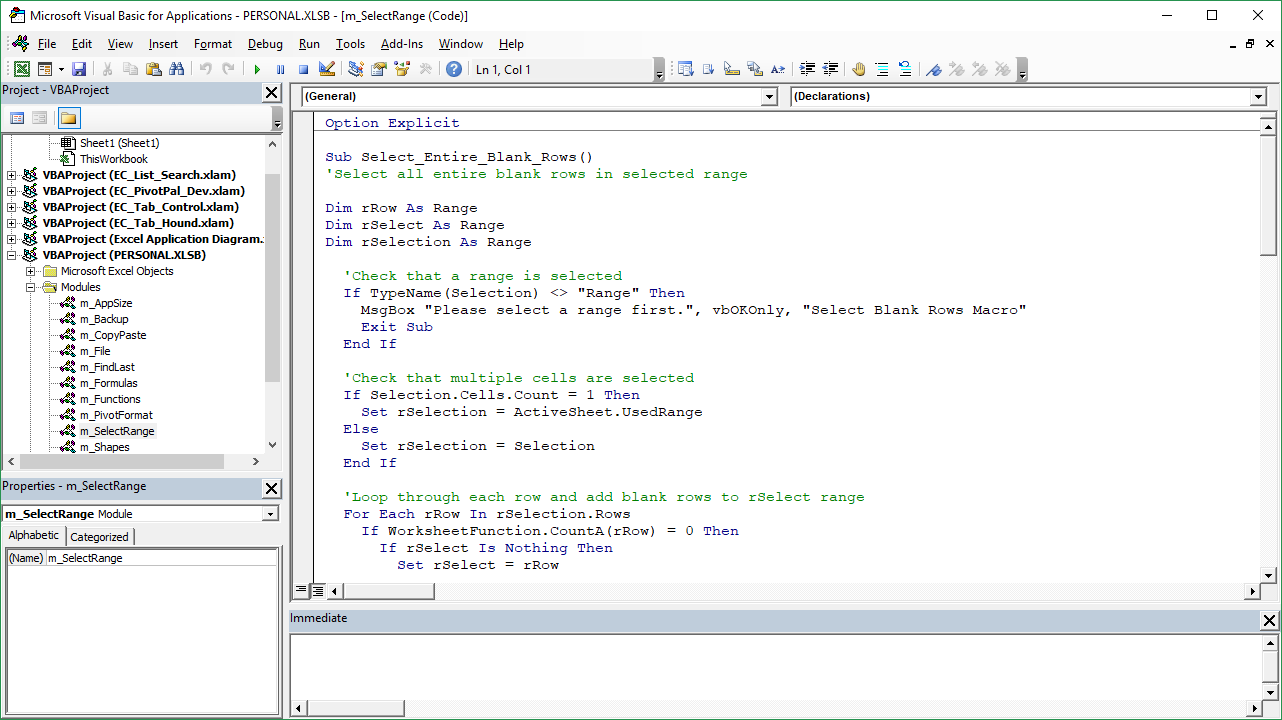 Microsoft Visual Basic for Applications - PERSONAL.XLSB - [m_SelectRange (Code)]
File Edit View Insert Format Debug Run Tools Add-Ins Window Help
Ln 1, Col 1
Project - VBAProject
Sheet1 (Sheet1)
ThisWorkbook
VBAProject (EC_List_Search.xlam)
VBAProject (EC_PivotPal_Dev.xlam)
VBAProject (EC_Tab_Control.xlam)
VBAProject (EC_Tab_Hound.xlam)
VBAProject (Excel Application Diagram.
VBAProject (PERSONAL.XLSB)
Microsoft Excel Objects
Modules
m_AppSize
m_Backup
m_CopyPaste
m_File
m_FindLast
m_Formulas
m_Functions
m_PivotFormat
m_SelectRange
m_Shapes
Properties - m_SelectRange
m_SelectRange Module
Alphabetic Categorized
(Name) m_SelectRange
(General) (Declarations)
Option Explicit
Sub Select_Entire_Blank_Rows()
'Select all entire blank rows in selected range
Dim rRow As Range
Dim rSelect As Range
Dim rSelection As Range
'Check that a range is selected
If TypeName(Selection) <> "Range" Then
MsgBox "Please select a range first.", vbOKOnly, "Select Blank Rows Macro"
Exit Sub
End If
'Check that multiple cells are selected
If Selection.Cells.Count = 1 Then
Set rSelection = ActiveSheet.UsedRange
Else
Set rSelection = Selection
End If
'Loop through each row and add blank rows to rSelect range
For Each rRow In rSelection.Rows
If WorksheetFunction.CountA(rRow) = 0 Then
If rSelect Is Nothing Then
Set rSelect = rRow
Immediate